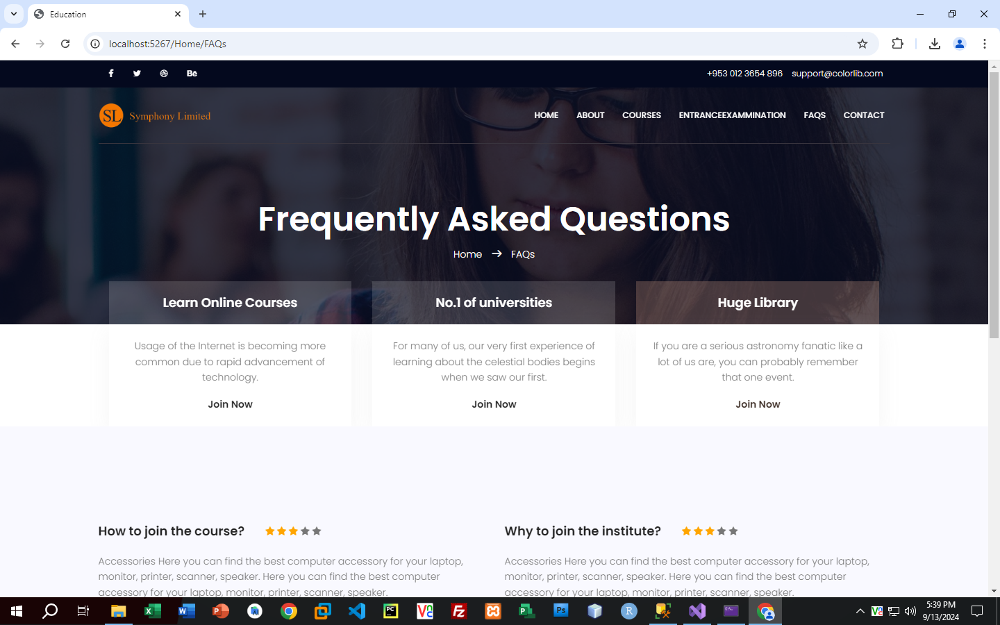 Education
localhost:5267/Home/FAQs
+953 012 3654 896 support@colorlib.com
SL Symphony Limited
HOME ABOUT COURSES ENTRANCEEXAMMINATION FAQS CONTACT
Frequently Asked Questions
Home → FAQs
Learn Online Courses
Usage of the Internet is becoming more
common due to rapid advancement of
technology.
Join Now
No.1 of universities
For many of us, our very first experience of
learning about the celestial bodies begins
when we saw our first.
Join Now
Huge Library
If you are a serious astronomy fanatic like a
lot of us are, you can probably remember
that one event.
Join Now
How to join the course?
Accessories Here you can find the best computer accessory for your laptop,
monitor, printer, scanner, speaker. Here you can find the best computer
accessory for your laptop, monitor, printer, scanner, speaker.
Why to join the institute?
Accessories Here you can find the best computer accessory for your laptop,
monitor, printer, scanner, speaker. Here you can find the best computer
accessory for your laptop, monitor, printer, scanner, speaker.
5:39 PM
9/13/2024